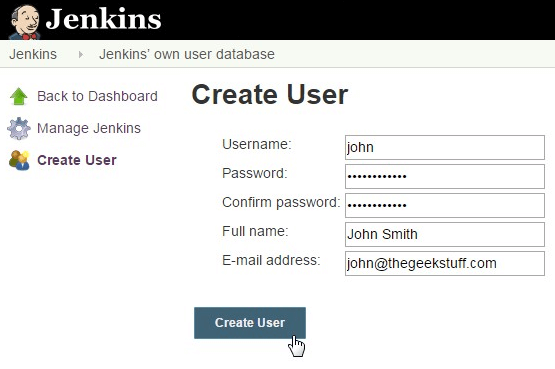 Jenkins
Jenkins Jenkins' own user database
Back to Dashboard
Manage Jenkins
Create User
Create User
Username: john
Password: ••••••••••••
Confirm password: ••••••••••••
Full name: John Smith
E-mail address: john@thegeekstuff.com
Create User